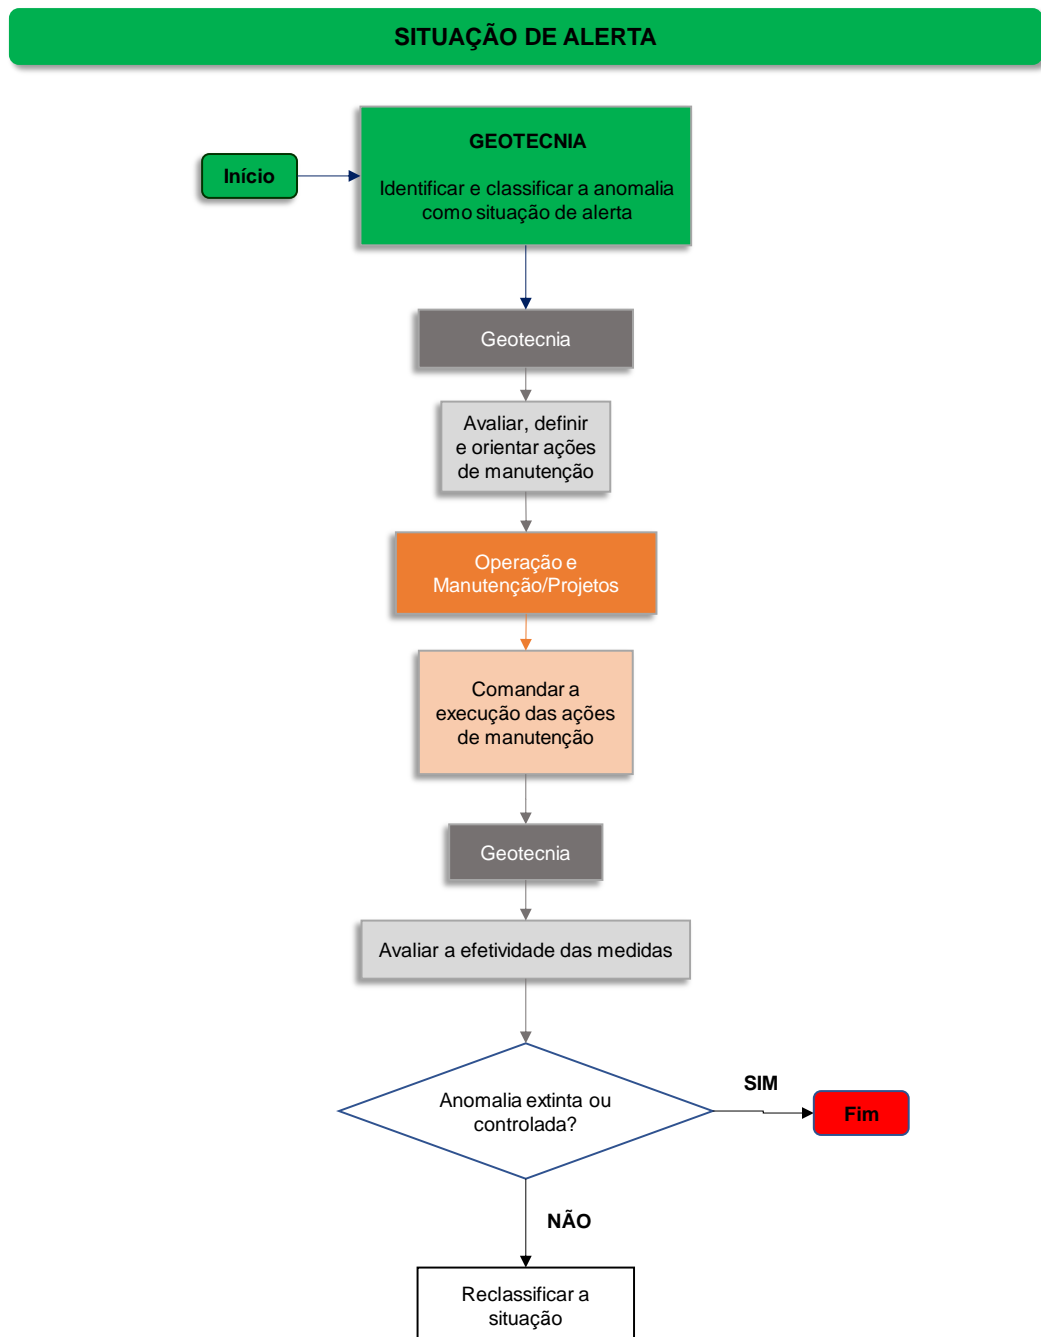 SITUAÇÃO DE ALERTA
GEOTECNIA
Início
Identificar e classificar a anomalia
como situação de alerta
Geotecnia
Avaliar, definir
e orientar ações
de manutenção
Operação e
Manutenção/Projetos
Comandar a
execução das ações
de manutenção
Geotecnia
Avaliar a efetividade das medidas
Anomalia extinta ou
controlada?
SIM
Fim
NÃO
Reclassificar a
situação